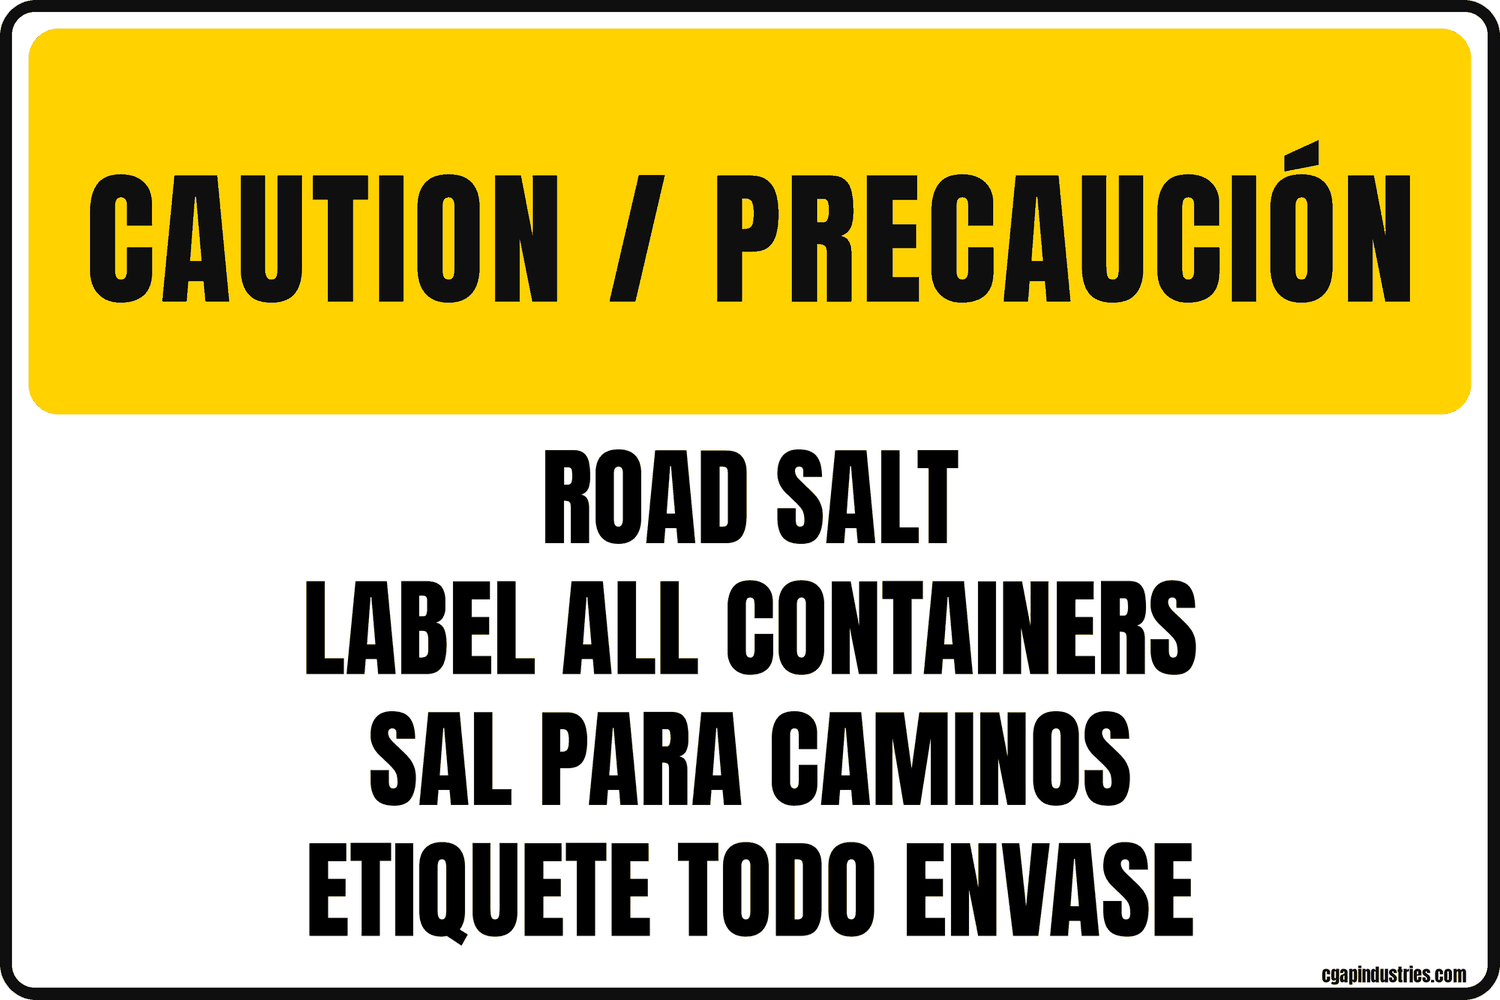 CAUTION / PRECAUCIÓN
ROAD SALT
LABEL ALL CONTAINERS
SAL PARA CAMINOS
ETIQUETE TODO ENVASE
cgapindustries.com